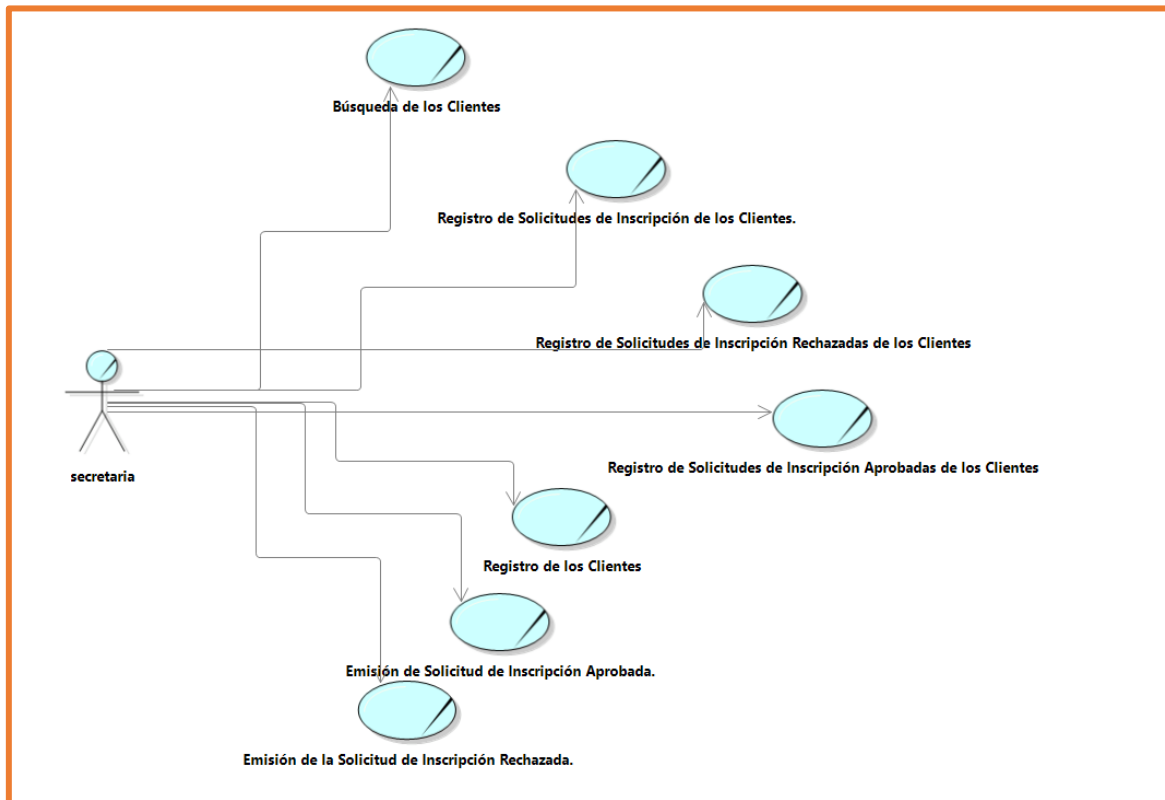 Búsqueda de los Clientes
Registro de Solicitudes de Inscripción de los Clientes.
Registro de Solicitudes de Inscripción Rechazadas de los Clientes
Registro de Solicitudes de Inscripción Aprobadas de los Clientes
secretaria
Registro de los Clientes
Emisión de Solicitud de Inscripción Aprobada.
Emisión de la Solicitud de Inscripción Rechazada.